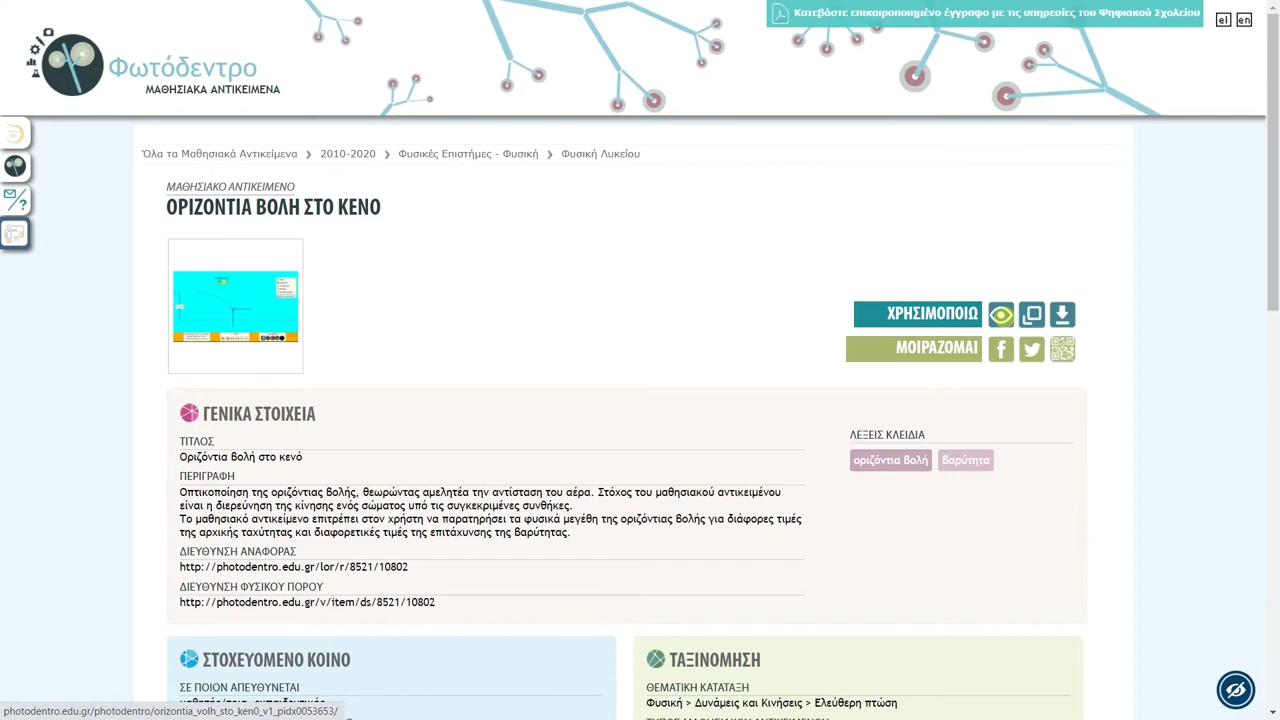 Κατεβάστε επικαιροποιημένο έγγραφο με τις υπηρεσίες του Ψηφιακού Σχολείου
el en
Φωτόδεντρο
ΜΑΘΗΣΙΑΚΑ ΑΝΤΙΚΕΙΜΕΝΑ
Όλα τα Μαθησιακά Αντικείμενα ❯ 2010-2020 ❯ Φυσικές Επιστήμες - Φυσική ❯ Φυσική Λυκείου
ΜΑΘΗΣΙΑΚΟ ΑΝΤΙΚΕΙΜΕΝΟ
ΟΡΙΖΟΝΤΙΑ ΒΟΛΗ ΣΤΟ ΚΕΝΟ
ΧΡΗΣΙΜΟΠΟΙΩ
ΜΟΙΡΑΖΟΜΑΙ
ΓΕΝΙΚΑ ΣΤΟΙΧΕΙΑ
ΤΙΤΛΟΣ
Οριζόντια βολή στο κενό
ΠΕΡΙΓΡΑΦΗ
Οπτικοποίηση της οριζόντιας βολής, θεωρώντας αμελητέα την αντίσταση του αέρα. Στόχος του μαθησιακού αντικειμένου
είναι η διερεύνηση της κίνησης ενός σώματος υπό τις συγκεκριμένες συνθήκες.
Το μαθησιακό αντικείμενο επιτρέπει στον χρήστη να παρατηρήσει τα φυσικά μεγέθη της οριζόντιας βολής για διάφορες τιμές
της αρχικής ταχύτητας και διαφορετικές τιμές της επιτάχυνσης της βαρύτητας.
ΔΙΕΥΘΥΝΣΗ ΑΝΑΦΟΡΑΣ
http://photodentro.edu.gr/lor/r/8521/10802
ΔΙΕΥΘΥΝΣΗ ΦΥΣΙΚΟΥ ΠΟΡΟΥ
http://photodentro.edu.gr/v/item/ds/8521/10802
ΛΕΞΕΙΣ ΚΛΕΙΔΙΑ
οριζόντια βολή βαρύτητα
ΣΤΟΧΕΥΟΜΕΝΟ ΚΟΙΝΟ
ΣΕ ΠΟΙΟΝ ΑΠΕΥΘΥΝΕΤΑΙ
ΤΑΞΙΝΟΜΗΣΗ
ΘΕΜΑΤΙΚΗ ΚΑΤΑΤΑΞΗ
Φυσική > Δυνάμεις και Κινήσεις > Ελεύθερη πτώση
photodentro.edu.gr/photodentro/orizontia_volh_sto_ken0_v1_pidx0053653/